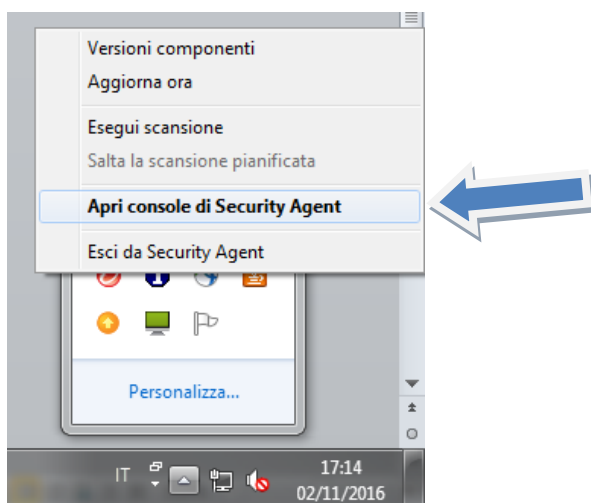 Versioni componenti
Aggiorna ora
Esegui scansione
Salta la scansione pianificata
Apri console di Security Agent
Esci da Security Agent
Personalizza...
IT
17:14
02/11/2016